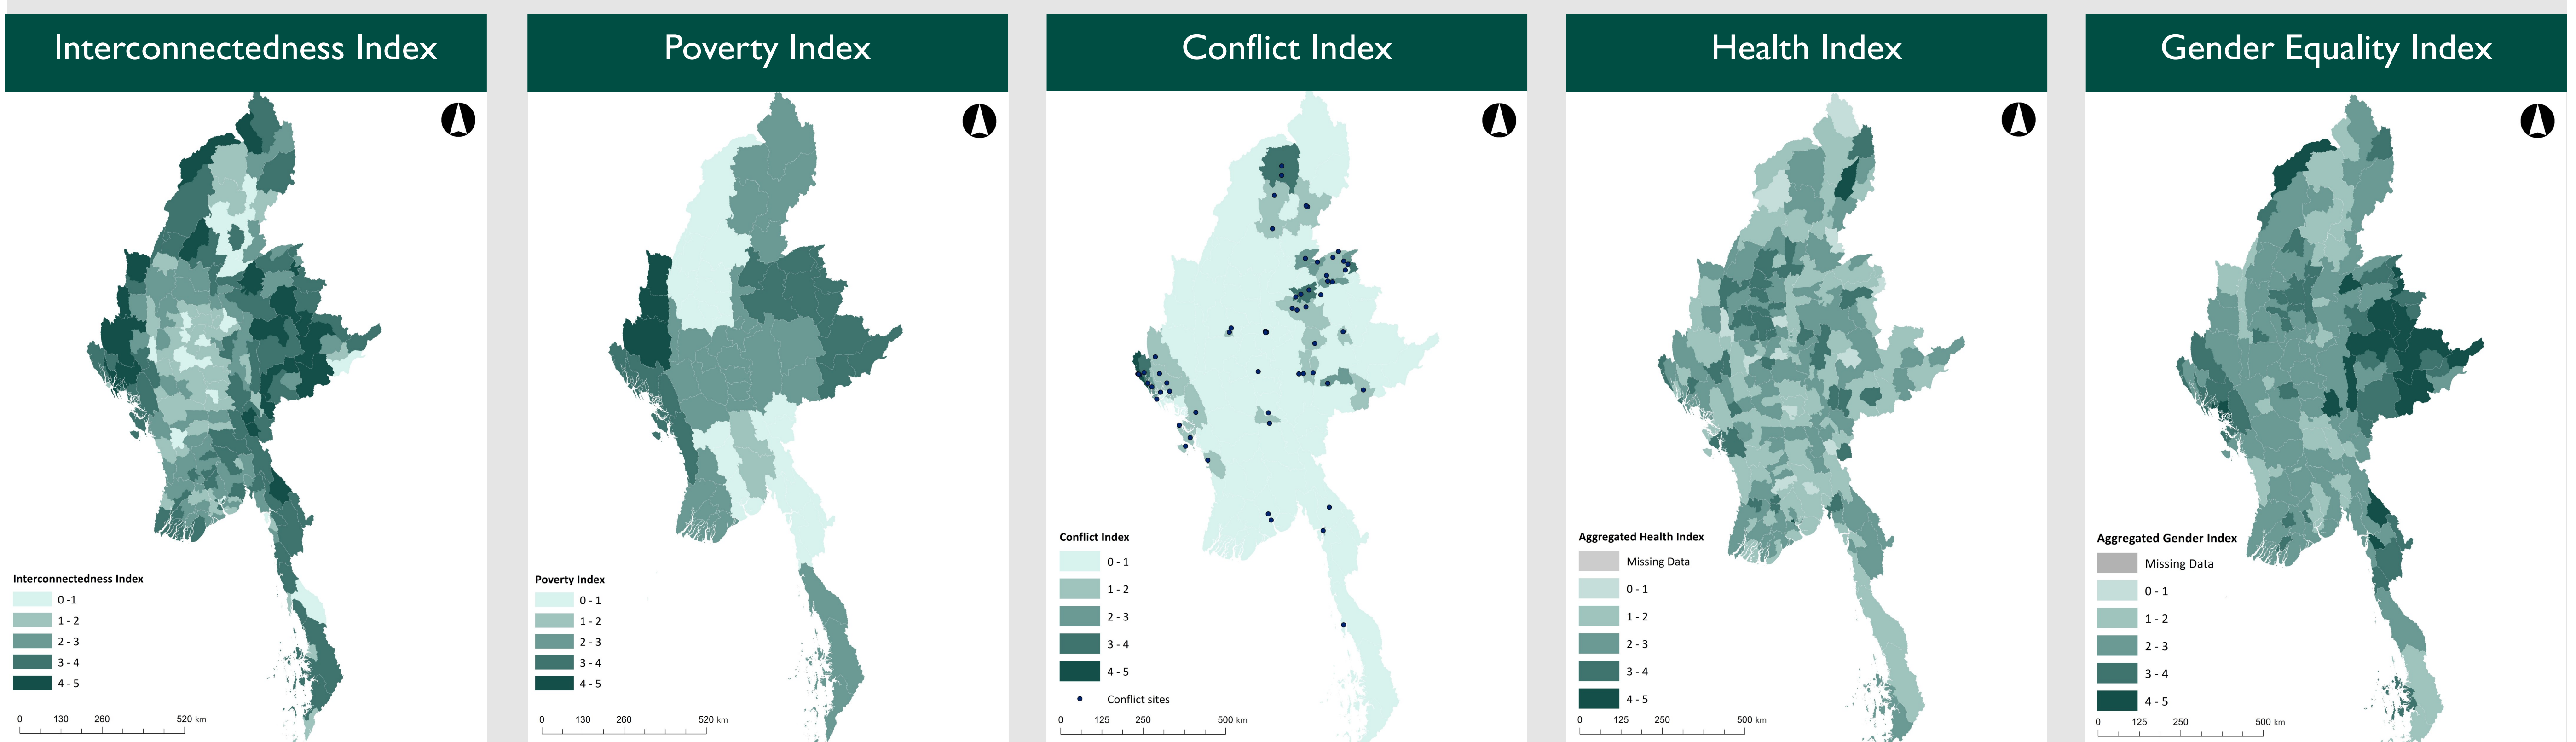 Interconnectedness Index
Interconnectedness Index
0 -1
1 - 2
2 - 3
3 - 4
4 - 5
0 130 260 520 km
Poverty Index
Poverty Index
0 - 1
1 - 2
2 - 3
3 - 4
4 - 5
0 130 260 520 km
Conflict Index
Conflict Index
0 - 1
1 - 2
2 - 3
3 - 4
4 - 5
Conflict sites
0 125 250 500 km
Health Index
Aggregated Health Index
Missing Data
0 - 1
1 - 2
2 - 3
3 - 4
4 - 5
0 125 250 500 km
Gender Equality Index
Aggregated Gender Index
Missing Data
0 - 1
1 - 2
2 - 3
3 - 4
4 - 5
0 125 250 500 km